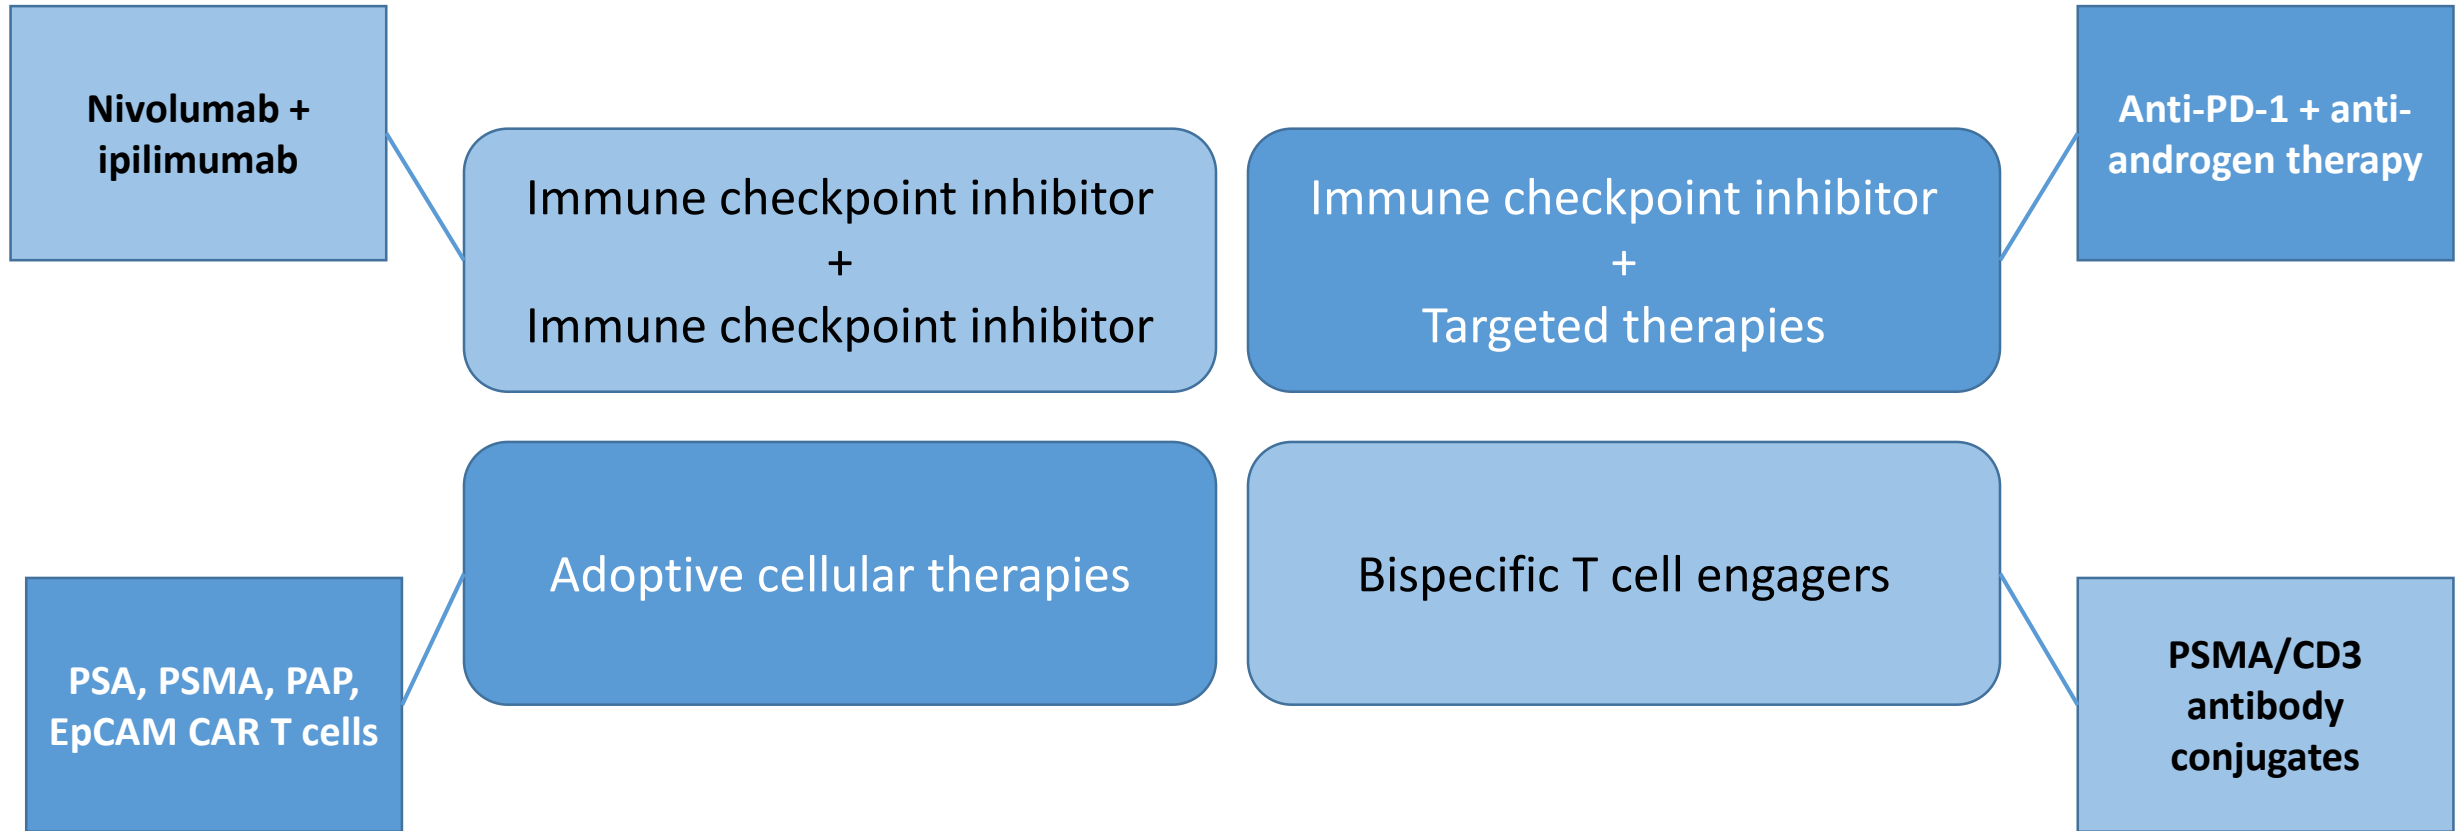 Nivolumab +
ipilimumab
Immune checkpoint inhibitor
+
Immune checkpoint inhibitor
Immune checkpoint inhibitor
+
Targeted therapies
Anti-PD-1 + anti-
androgen therapy
Adoptive cellular therapies
PSA, PSMA, PAP,
EpCAM CAR T cells
Bispecific T cell engagers
PSMA/CD3
antibody
conjugates